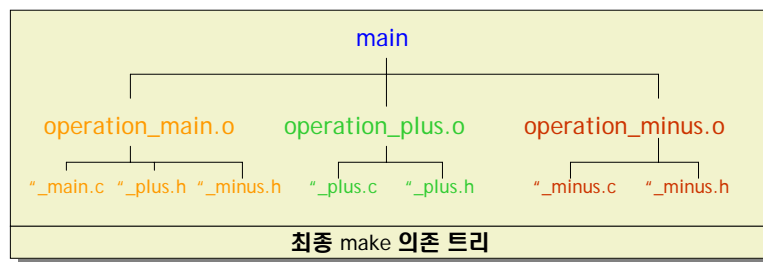 main
operation_main.o operation_plus.o operation_minus.o
“_main.c “_plus.h “_minus.h “_plus.c “_plus.h “_minus.c “_minus.h
최종 make 의존 트리